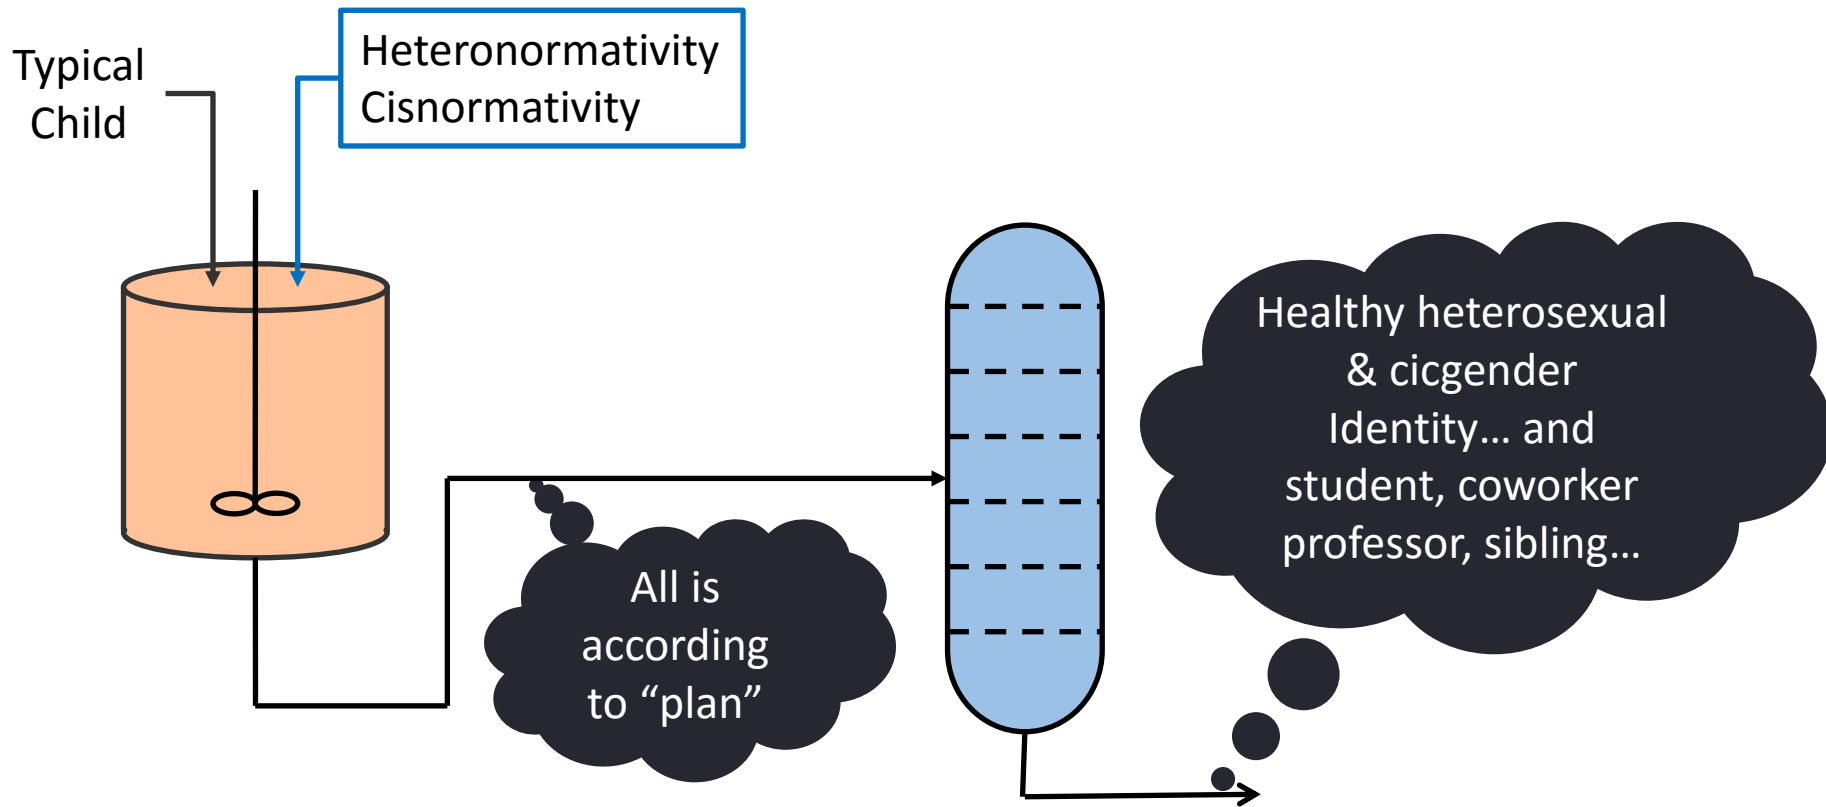 Typical
Child
Heteronormativity
Cisnormativity
All is
according
to “plan”
Healthy heterosexual
& cicgender
Identity... and
student, coworker
professor, sibling...